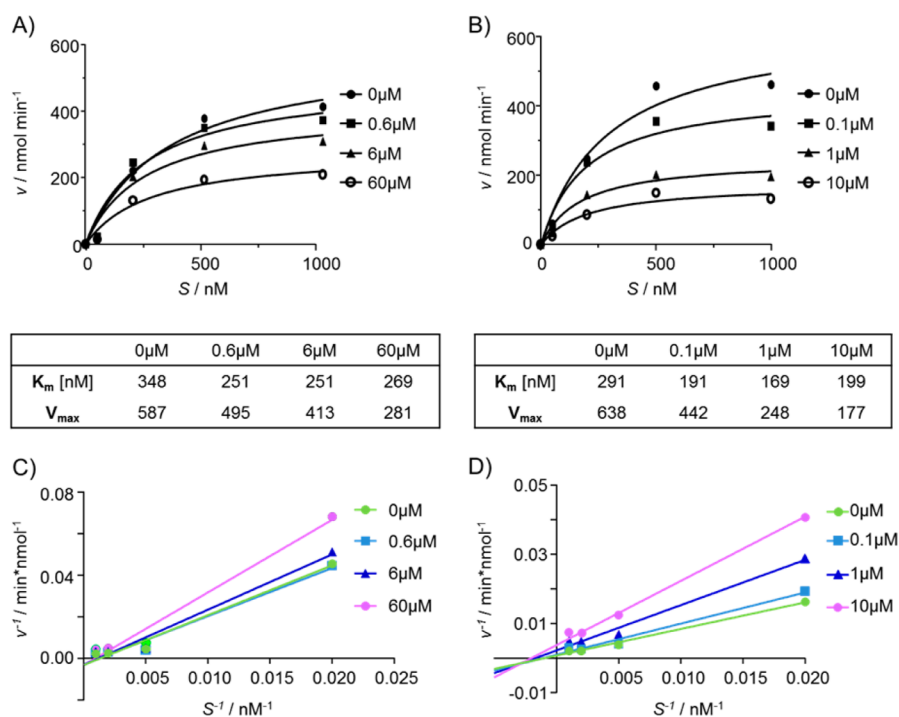 A)
600
400
200
0
0
500
1000
v / nmol min⁻¹
S / nM
0µM
0.6µM
6µM
60µM
B)
600
400
200
0
0
500
1000
v / nmol min⁻¹
S / nM
0µM
0.1µM
1µM
10µM
0µM 0.6µM 6µM 60µM
Kₘ [nM] 348 251 251 269
Vmax 587 495 413 281
0µM 0.1µM 1µM 10µM
Kₘ [nM] 291 191 169 199
Vmax 638 442 248 177
C)
0.08
0.04
0.00
0.005 0.010 0.015 0.020 0.025
v⁻¹ / min*nmol⁻¹
S⁻¹ / nM⁻¹
0µM
0.6µM
6µM
60µM
D)
0.05
0.03
0.01
-0.01
0.005 0.010 0.015 0.020
v⁻¹ / min*nmol⁻¹
S⁻¹ / nM⁻¹
0µM
0.1µM
1µM
10µM